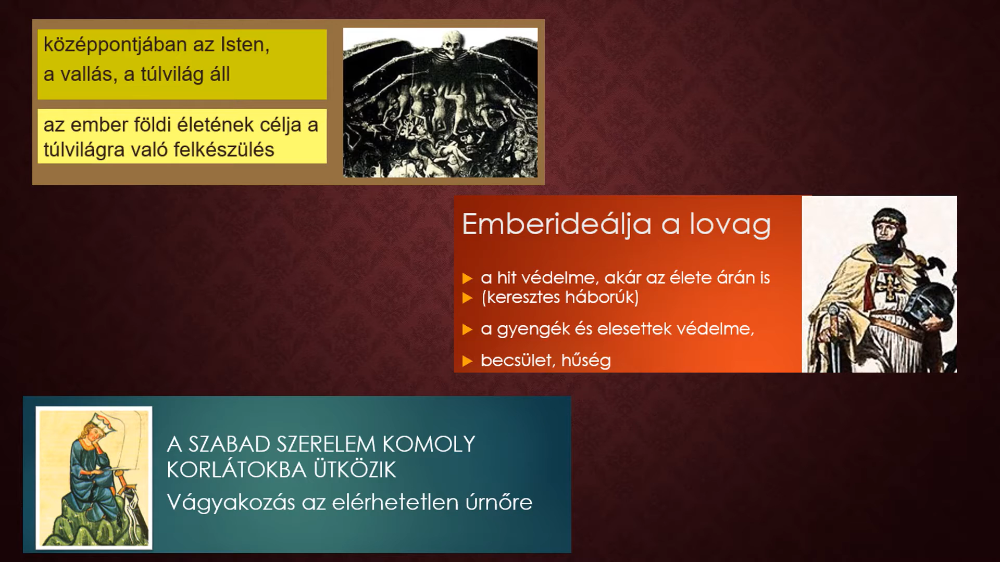 középpontjában az Isten,
a vallás, a túlvilág áll
az ember földi életének célja a
túlvilágra való felkészülés
Emberideálja a lovag
a hit védelme, akár az élete árán is
(keresztes háborúk)
a gyengék és elesettek védelme,
becsület, hűség
A SZABAD SZERELEM KOMOLY
KORLÁTOKBA ÜTKÖZIK
Vágyakozás az elérhetetlen úrnőre